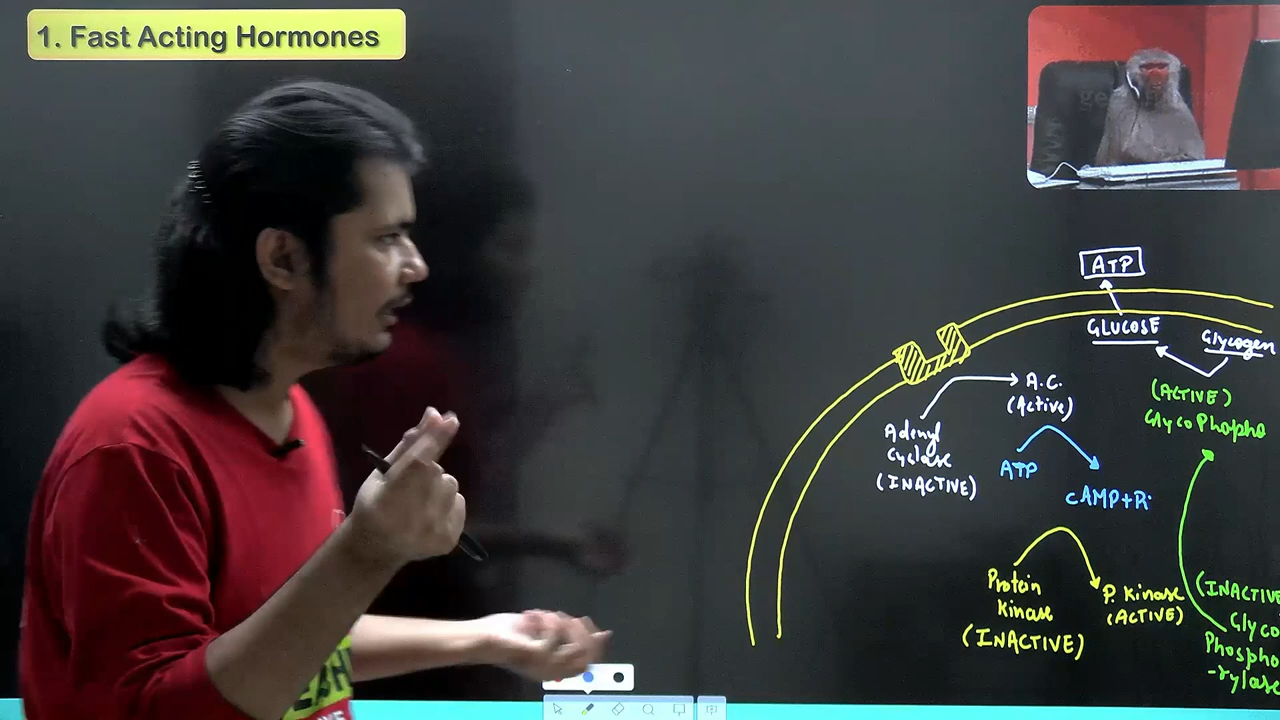 1. Fast Acting Hormones
ATP
GLUCOSE
Glycogen
(ACTIVE)
GlycoPhospho
A.C.
(Active)
Adenyl
cyclase
(INACTIVE)
ATP
cAMP+Pi
Protein
kinase
(INACTIVE)
P. kinase
(ACTIVE)
(INACTIVE
Glyco
Phospho
-rylase